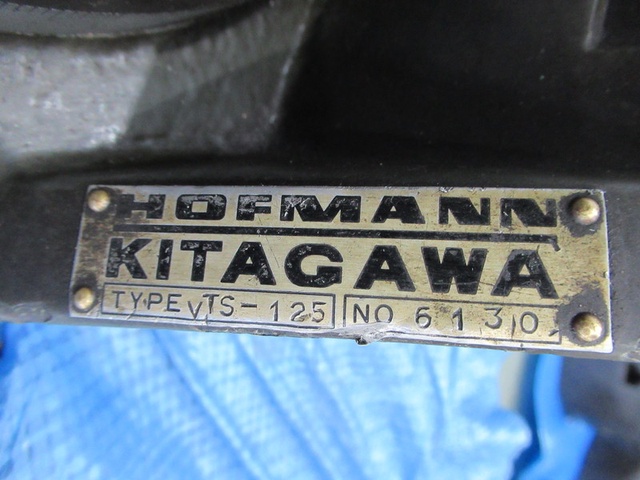 HOFMANN
KITAGAWA
TYPE VTS-125 NO 6130